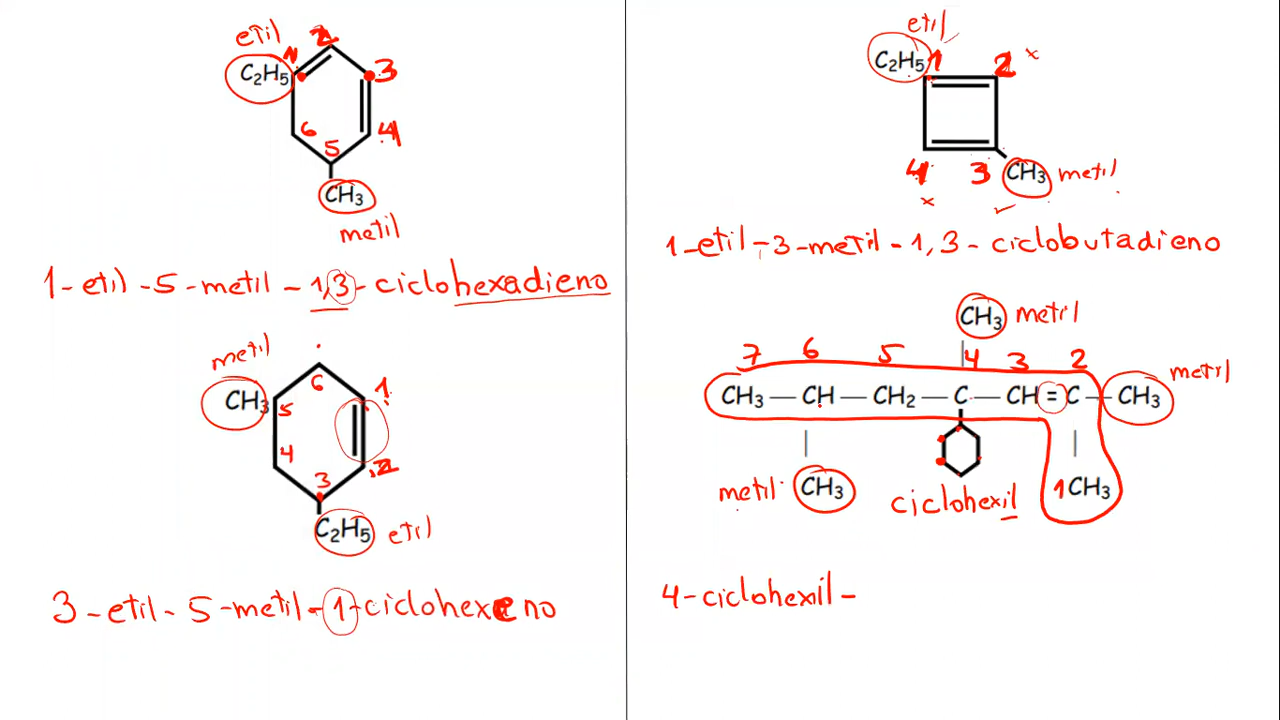 etil
C2H5
1
2
3
4
5
6
CH3
metil
1-etil-5-metil-1,3-ciclohexadieno
metil
CH3
6
1
5
4
2
3
C2H5
etil
3-etil-5-metil-1-ciclohexeno
etil
C2H5
1
2
x
4
3
x
CH3
metil
1-etil-3-metil-1,3-ciclobutadieno
CH3 metil
7 6 5 4 3 2
metil
CH3 — CH — CH2 — C — CH = C — CH3
metil CH3
ciclohexil
1 CH3
4-ciclohexil-